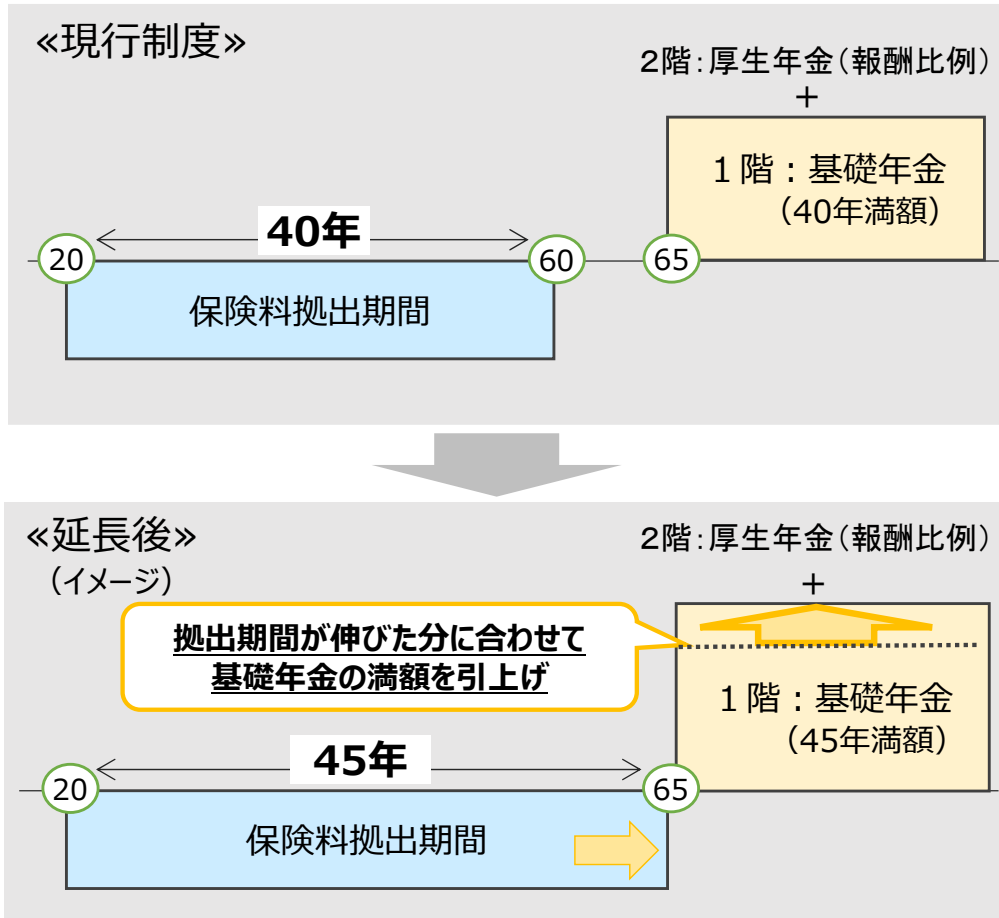 ≪現行制度≫
2階：厚生年金（報酬比例）
＋
１階：基礎年金
（40年満額）
40年
20
60
65
保険料拠出期間
≪延長後≫
（イメージ）
2階：厚生年金（報酬比例）
＋
拠出期間が伸びた分に合わせて
基礎年金の満額を引上げ
１階：基礎年金
（45年満額）
45年
20
65
保険料拠出期間